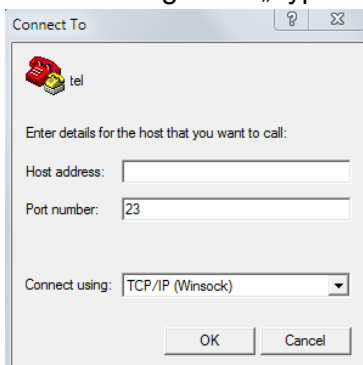 Connect To
tel
Enter details for the host that you want to call:
Host address:
Port number: 23
Connect using: TCP/IP (Winsock)
OK Cancel